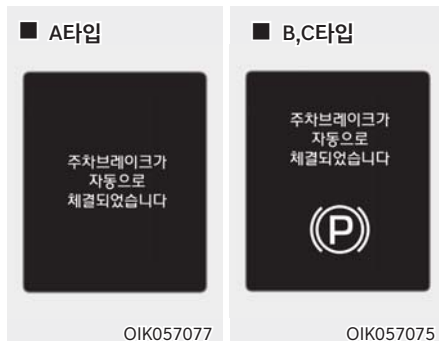 ■ A타입
주차브레이크가
자동으로
체결되었습니다
OIK057077
■ B,C타입
주차브레이크가
자동으로
체결되었습니다
(P)
OIK057075